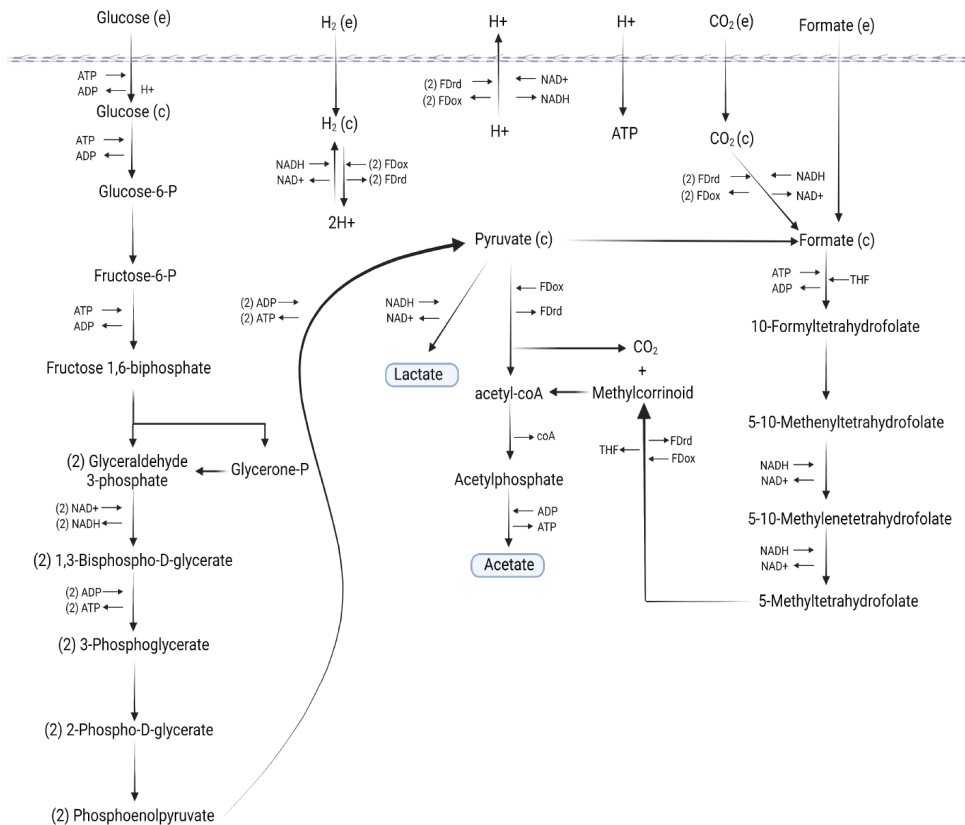 Glucose (e)
H2 (e)
H+
H+
CO2 (e)
Formate (e)
ATP
ADP
H+
Glucose (c)
ATP
ADP
Glucose-6-P
Fructose-6-P
ATP
ADP
Fructose 1,6-biphosphate
(2) Glyceraldehyde
3-phosphate
Glycerone-P
(2) NAD+
(2) NADH
(2) 1,3-Bisphospho-D-glycerate
(2) ADP
(2) ATP
(2) 3-Phosphoglycerate
(2) 2-Phospho-D-glycerate
(2) Phosphoenolpyruvate
(2) ADP
(2) ATP
H2 (c)
NADH
NAD+
(2) FDox
(2) FDrd
2H+
(2) FDrd
(2) FDox
NAD+
NADH
H+
ATP
CO2 (c)
(2) FDrd
(2) FDox
NADH
NAD+
Pyruvate (c)
Formate (c)
NADH
NAD+
Lactate
FDox
FDrd
CO2
+
Methylcorrinoid
acetyl-coA
coA
Acetylphosphate
ADP
ATP
Acetate
THF
FDrd
FDox
ATP
ADP
THF
10-Formyltetrahydrofolate
5-10-Methenyltetrahydrofolate
NADH
NAD+
5-10-Methylenetetrahydrofolate
NADH
NAD+
5-Methyltetrahydrofolate